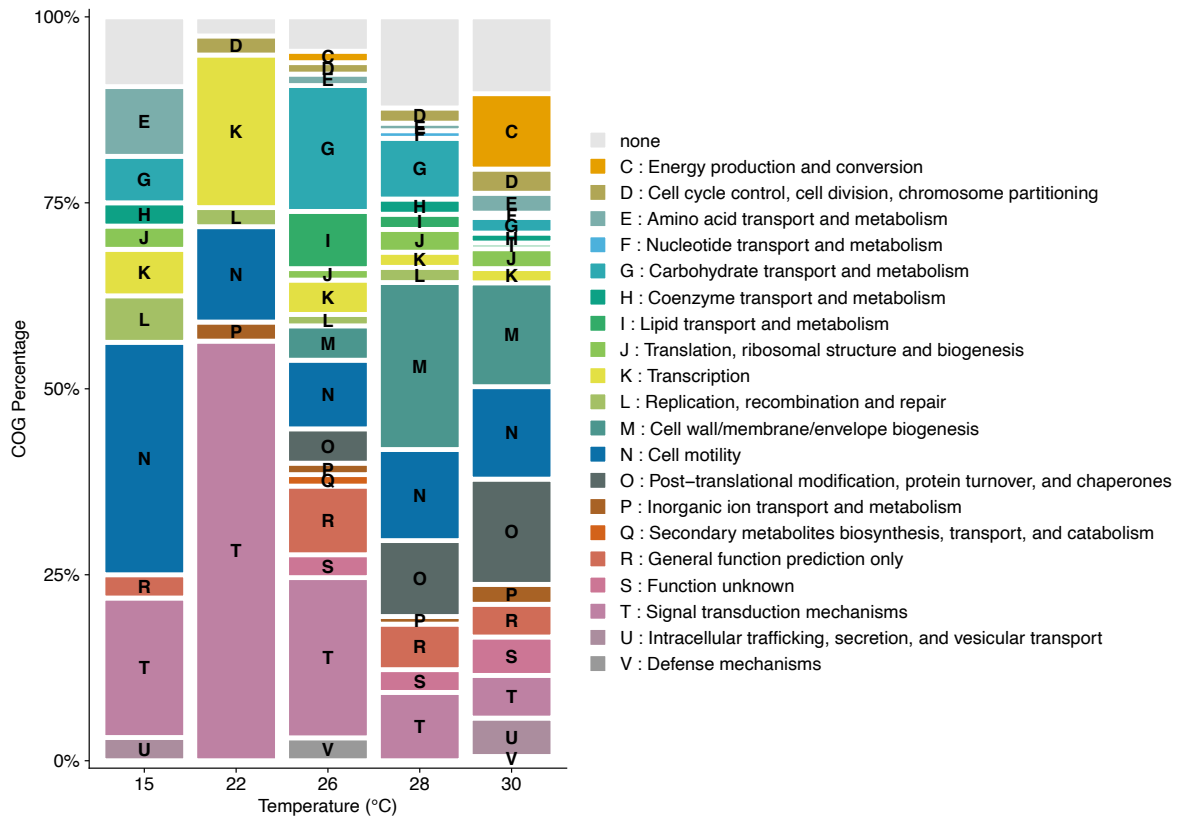 100%
75%
50%
25%
0%
COG Percentage
E
G
H
J
K
L
N
R
T
U
D
K
L
N
P
T
C
D
E
G
I
J
K
L
M
N
O
P
Q
R
S
T
V
D
E
F
G
H
I
J
K
L
M
N
O
P
R
S
T
C
D
E
F
G
H
I
J
K
M
N
O
P
R
S
T
U
V
15 22 26 28 30
Temperature (°C)
none
C : Energy production and conversion
D : Cell cycle control, cell division, chromosome partitioning
E : Amino acid transport and metabolism
F : Nucleotide transport and metabolism
G : Carbohydrate transport and metabolism
H : Coenzyme transport and metabolism
I : Lipid transport and metabolism
J : Translation, ribosomal structure and biogenesis
K : Transcription
L : Replication, recombination and repair
M : Cell wall/membrane/envelope biogenesis
N : Cell motility
O : Post−translational modification, protein turnover, and chaperones
P : Inorganic ion transport and metabolism
Q : Secondary metabolites biosynthesis, transport, and catabolism
R : General function prediction only
S : Function unknown
T : Signal transduction mechanisms
U : Intracellular trafficking, secretion, and vesicular transport
V : Defense mechanisms